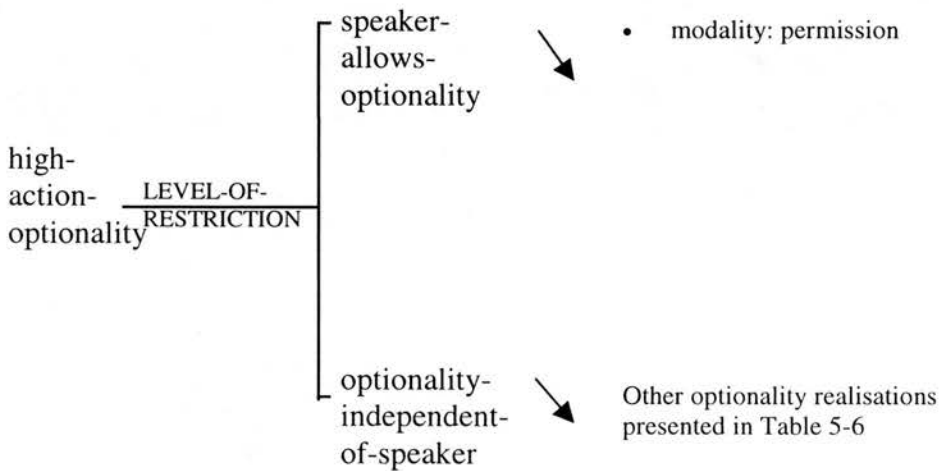 speaker-
allows-
optionality
• modality: permission
high-
action-
optionality
LEVEL-OF-
RESTRICTION
optionality-
independent-
of-speaker
Other optionality realisations
presented in Table 5-6